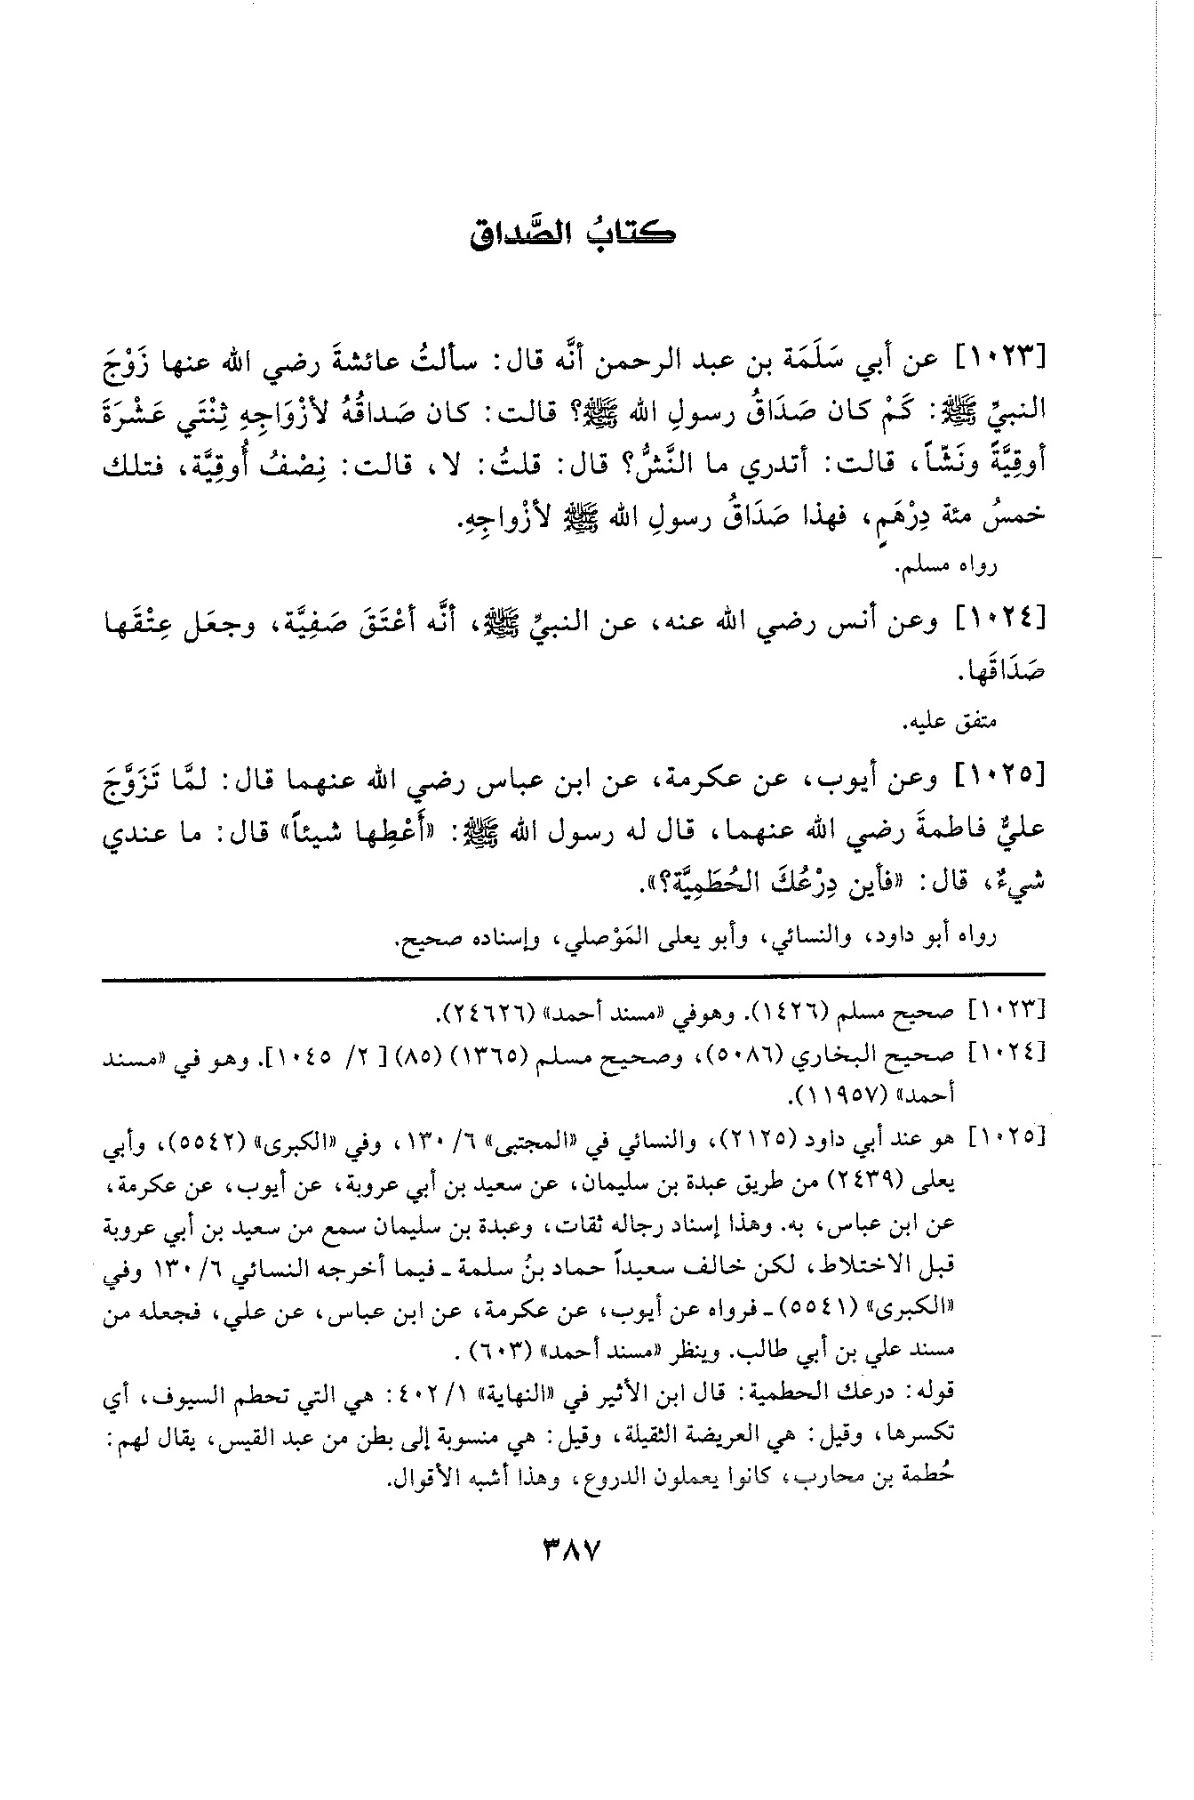 كتابُ الصَّداق
[١٠٢٣] عن أبي سَلَمَة بن عبد الرحمن أنَّه قال: سألتُ عائشةَ رضي الله عنها زَوْجَ
النبيِّ ﷺ: كَمْ كان صَدَاقُ رسولِ الله ﷺ؟ قالت: كان صَداقُهُ لأزْوَاجِهِ ثِنْتَي عَشْرَةَ
أوقِيَّةً ونَشّاً، قالت: أتدري ما النَّشُّ؟ قال: قلتُ: لا، قالت: نِصْفُ أُوقِيَّة، فتلك
خمسُ مئة دِرْهَمٍ، فهذا صَدَاقُ رسولِ الله ﷺ لأزْواجِهِ.
رواه مسلم.
[١٠٢٤] وعن أنس رضي الله عنه، عن النبيِّ ﷺ، أنَّه أعْتَقَ صَفِيَّة، وجعَل عِتْقَها
صَدَاقَها.
متفق عليه.
[١٠٢٥] وعن أيوب، عن عكرمة، عن ابن عباس رضي الله عنهما قال: لمَّا تَزَوَّجَ
عليٌّ فاطمةَ رضي الله عنهما، قال له رسول الله ﷺ: «أَعْطِها شيئاً» قال: ما عندي
شيءٌ، قال: «فأين دِرْعُكَ الحُطَمِيَّة؟».
رواه أبو داود، والنسائي، وأبو يعلى المَوْصلي، وإسناده صحيح.
[١٠٢٣] صحيح مسلم (١٤٢٦). وهوفي «مسند أحمد» (٢٤٦٢٦).
[١٠٢٤] صحيح البخاري (٥٠٨٦)، وصحيح مسلم (١٣٦٥) (٨٥) [٢/ ١٠٤٥]. وهو في «مسند
أحمد» (١١٩٥٧).
[١٠٢٥] هو عند أبي داود (٢١٢٥)، والنسائي في «المجتبى» ٦/ ١٣٠، وفي «الكبرى» (٥٥٤٢)، وأبي
يعلى (٢٤٣٩) من طريق عبدة بن سليمان، عن سعيد بن أبي عروبة، عن أيوب، عن عكرمة،
عن ابن عباس، به. وهذا إسناد رجاله ثقات، وعبدة بن سليمان سمع من سعيد بن أبي عروبة
قبل الاختلاط، لكن خالف سعيداً حماد بنُ سلمة ـ فيما أخرجه النسائي ٦/ ١٣٠ وفي
«الكبرى» (٥٥٤١) ـ فرواه عن أيوب، عن عكرمة، عن ابن عباس، عن علي، فجعله من
مسند علي بن أبي طالب. وينظر «مسند أحمد» (٦٠٣) .
قوله: درعك الحطمية: قال ابن الأثير في «النهاية» ١/ ٤٠٢: هي التي تحطم السيوف، أي
تكسرها، وقيل: هي العريضة الثقيلة، وقيل: هي منسوبة إلى بطن من عبد القيس، يقال لهم:
حُطمة بن محارب، كانوا يعملون الدروع، وهذا أشبه الأقوال.
٣٨٧